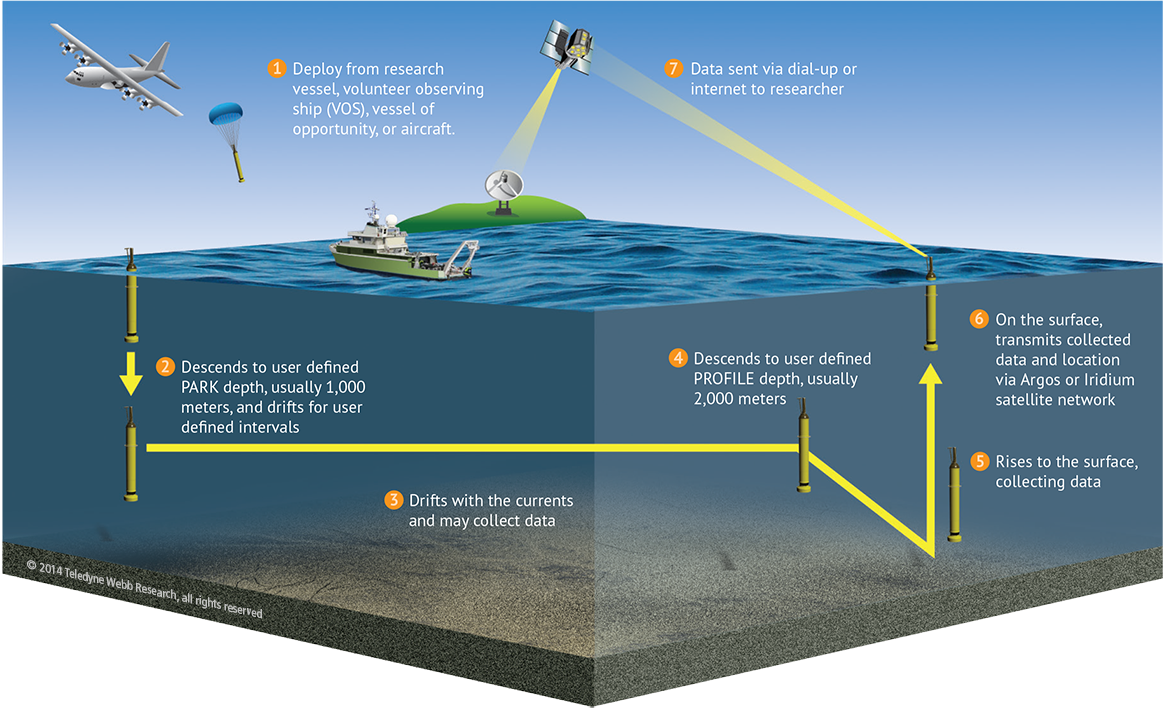 1 Deploy from research
vessel, volunteer observing
ship (VOS), vessel of
opportunity, or aircraft.
7 Data sent via dial-up or
internet to researcher
2 Descends to user defined
PARK depth, usually 1,000
meters, and drifts for user
defined intervals
3 Drifts with the currents
and may collect data
4 Descends to user defined
PROFILE depth, usually
2,000 meters
6 On the surface,
transmits collected
data and location
via Argos or Iridium
satellite network
5 Rises to the surface,
collecting data
© 2014 Teledyne Webb Research, all rights reserved